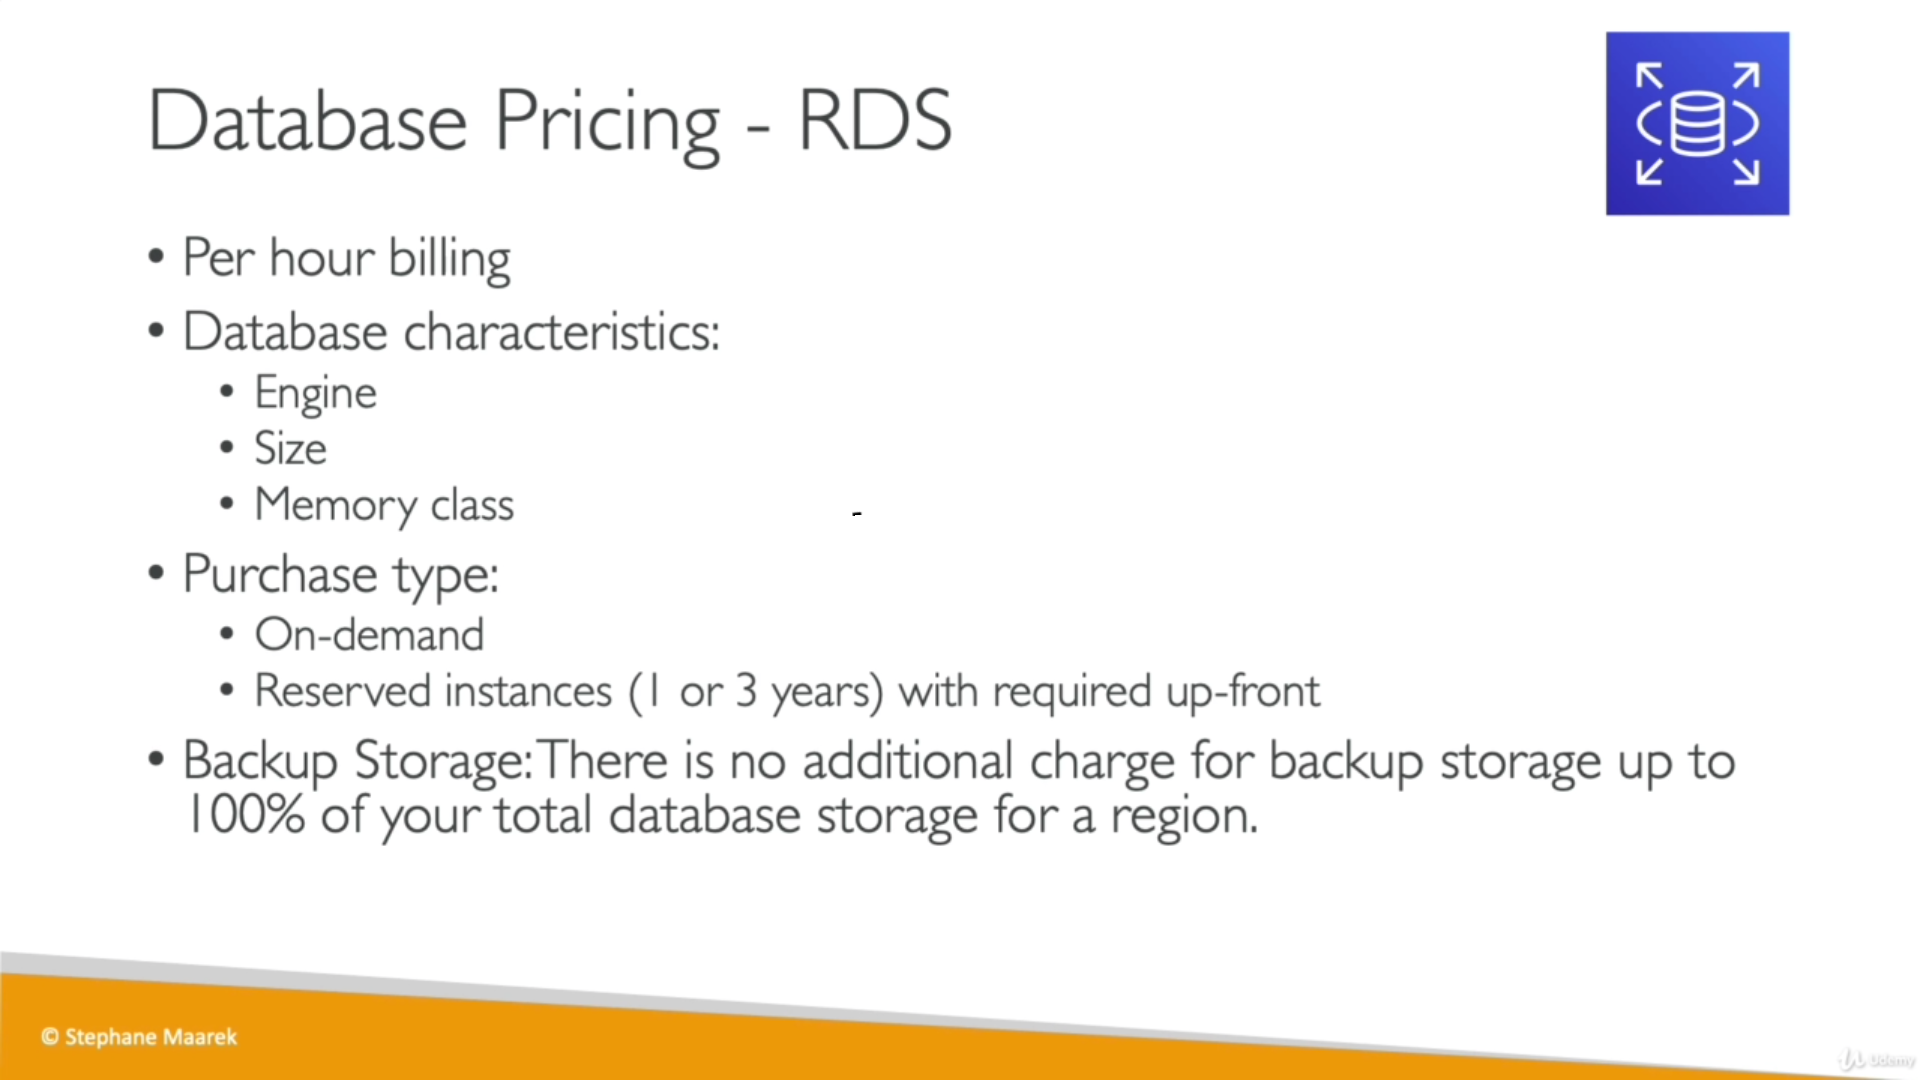 Database Pricing - RDS
• Per hour billing
• Database characteristics:
• Engine
• Size
• Memory class
• Purchase type:
• On-demand
• Reserved instances (1 or 3 years) with required up-front
• Backup Storage: There is no additional charge for backup storage up to
100% of your total database storage for a region.
© Stephane Maarek
Udemy